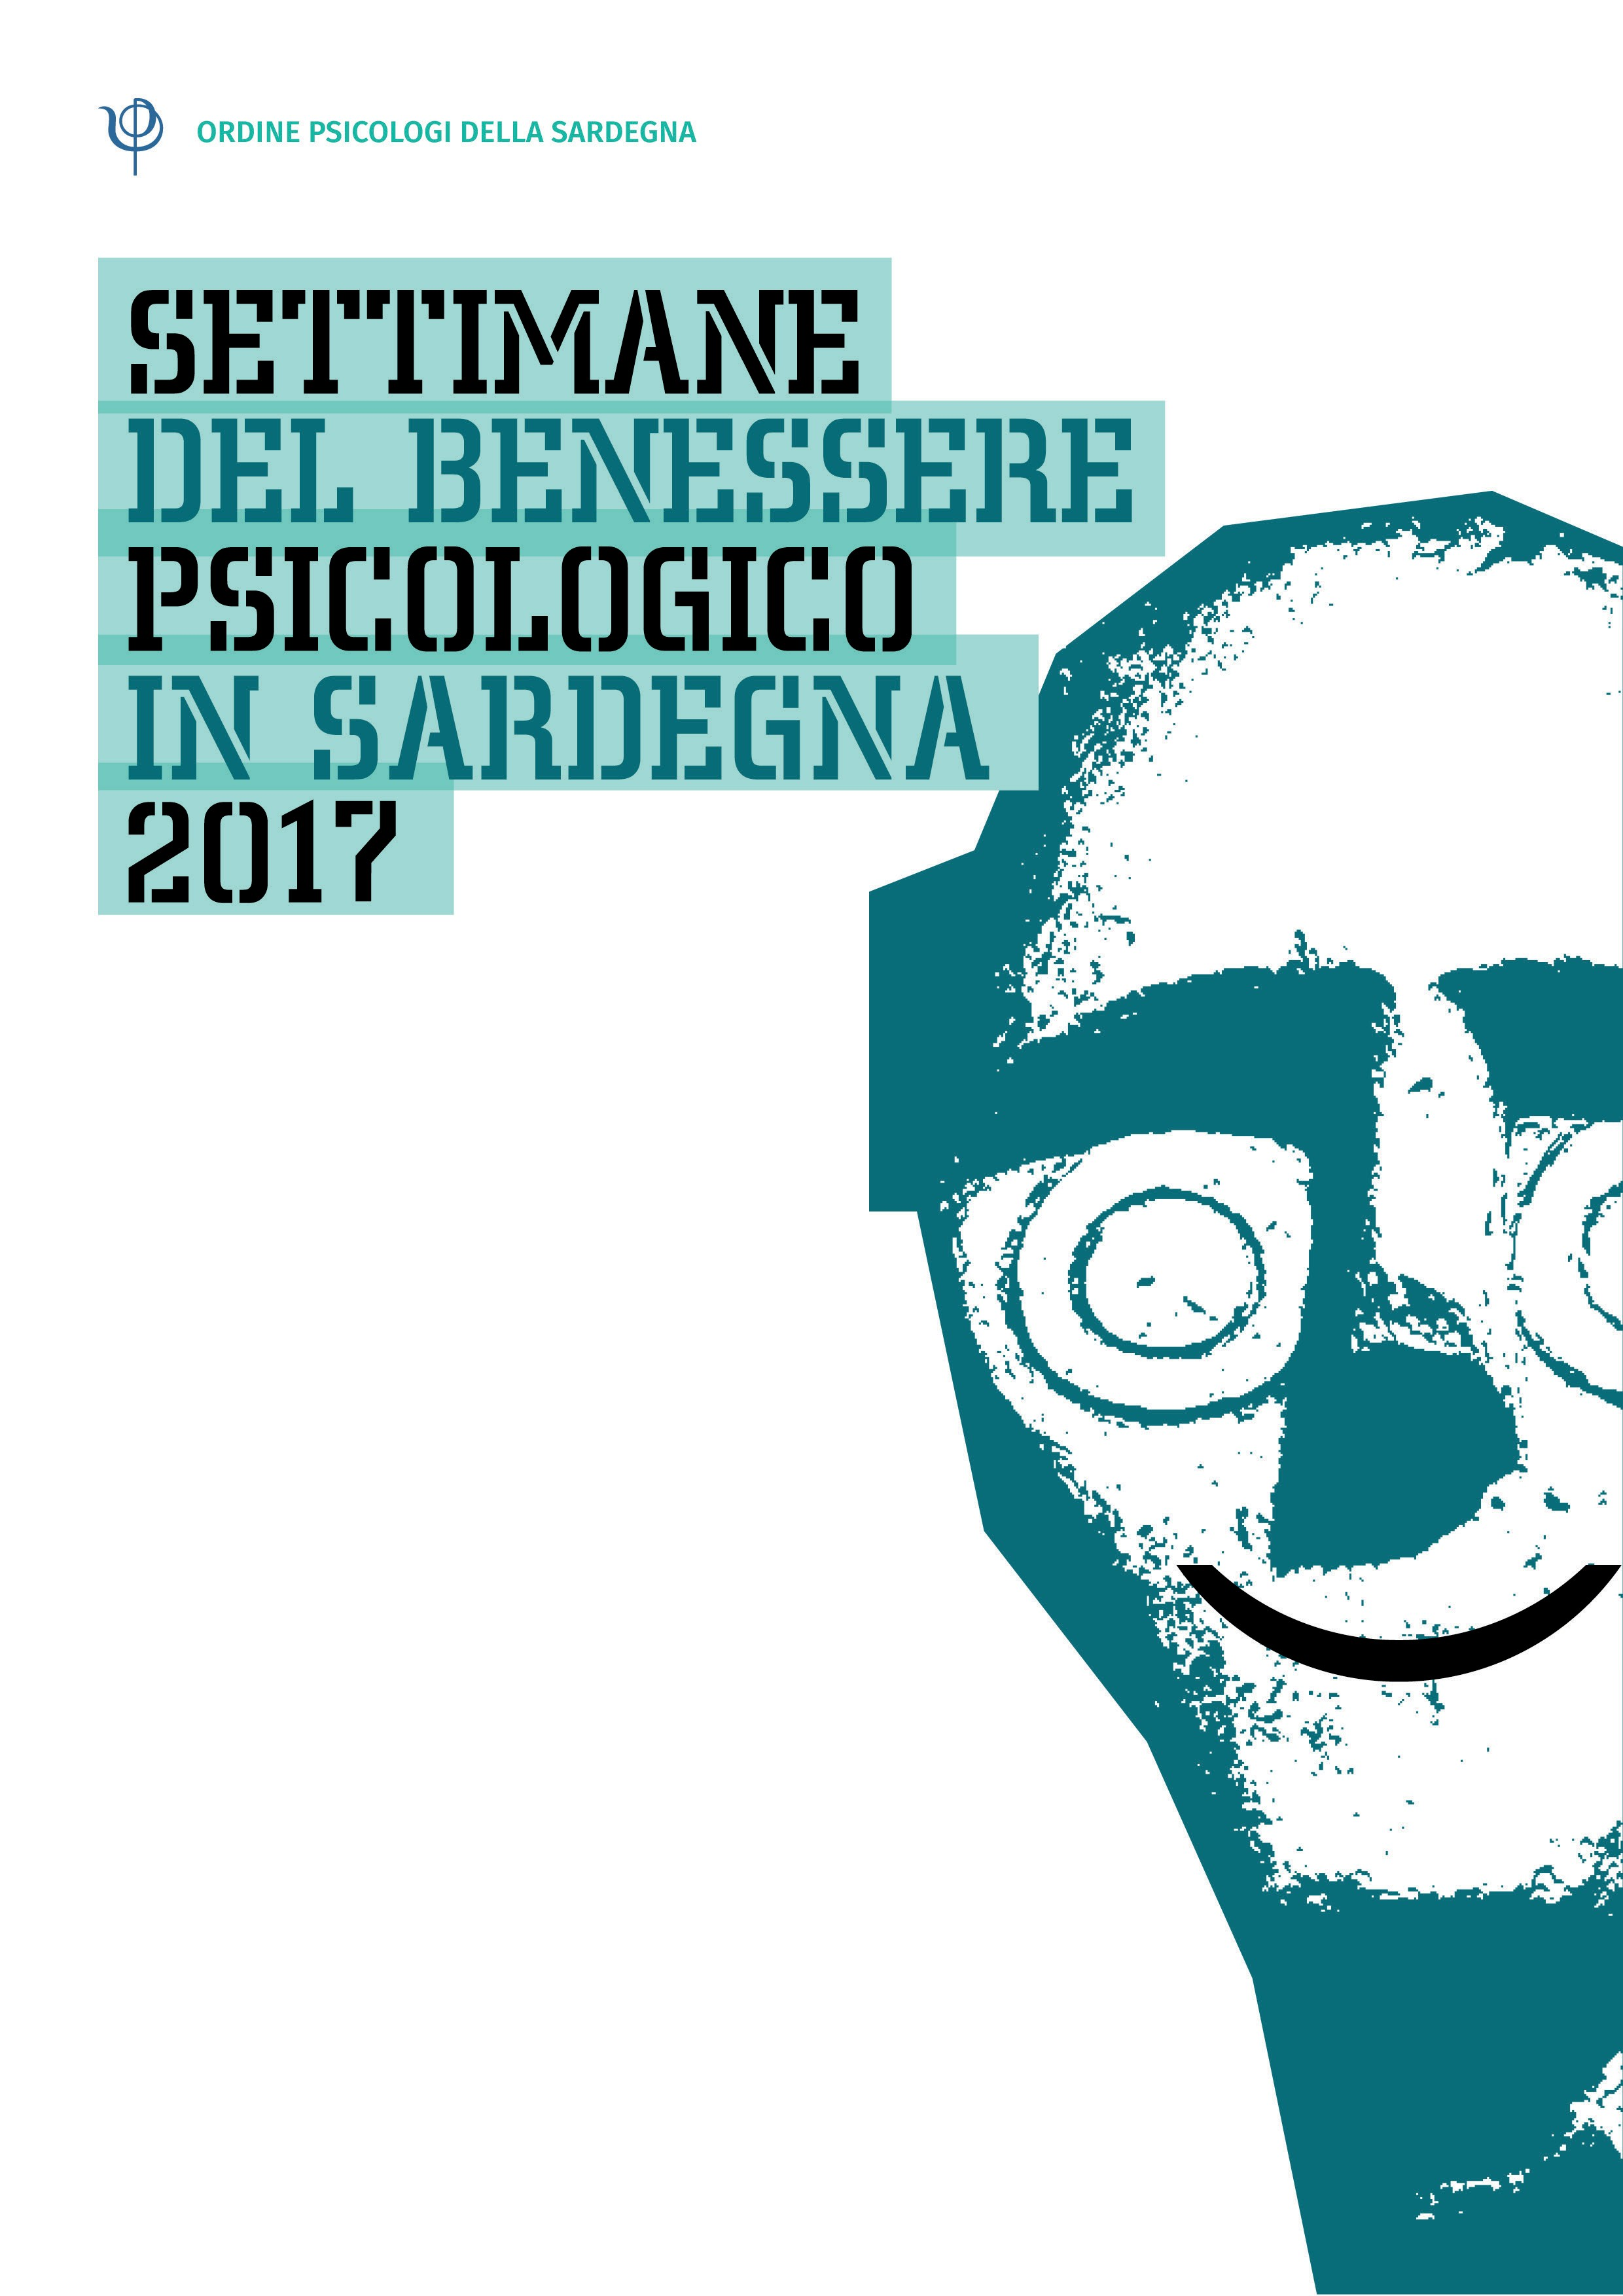 ORDINE PSICOLOGI DELLA SARDEGNA
SETTIMANE
DEL BENESSERE
PSICOLOGICO
IN SARDEGNA
2017